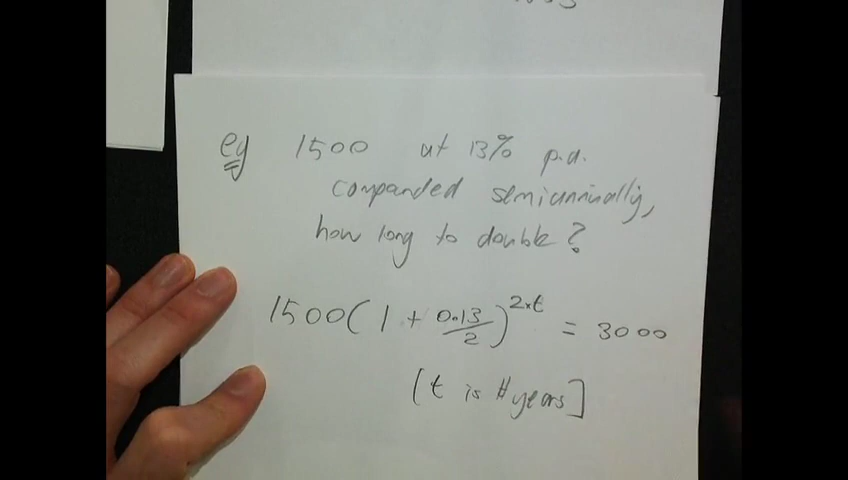 eg 1500 at 13% p.a.
compounded semiannually,
how long to double?
1500(1 + 0.13/2)^2×t = 3000
[t is #years]